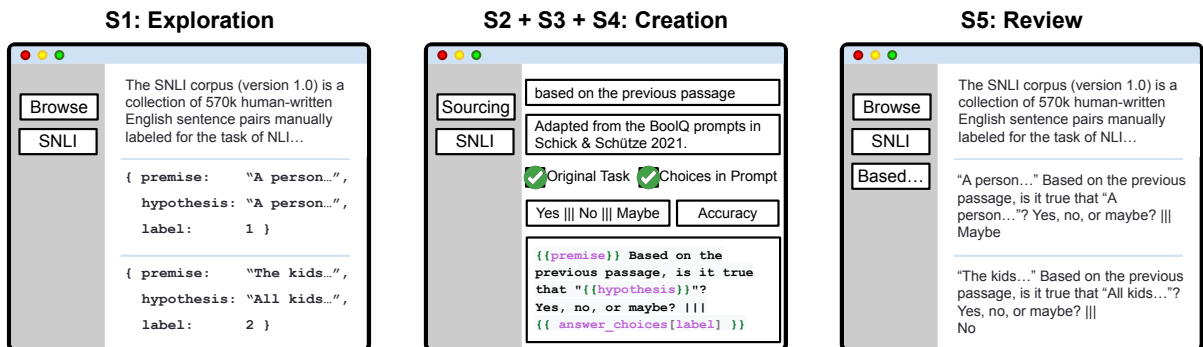 S1: Exploration
Browse
SNLI
The SNLI corpus (version 1.0) is a
collection of 570k human-written
English sentence pairs manually
labeled for the task of NLI…
{ premise: “A person…”,
hypothesis: “A person…”,
label: 1 }
{ premise: “The kids…”,
hypothesis: “All kids…”,
label: 2 }
S2 + S3 + S4: Creation
Sourcing
SNLI
based on the previous passage
Adapted from the BoolQ prompts in
Schick & Schütze 2021.
Original Task Choices in Prompt
Yes ||| No ||| Maybe
Accuracy
{{premise}} Based on the
previous passage, is it true
that "{{hypothesis}}"?
Yes, no, or maybe? |||
{{ answer_choices[label] }}
S5: Review
Browse
SNLI
Based…
The SNLI corpus (version 1.0) is a
collection of 570k human-written
English sentence pairs manually
labeled for the task of NLI…
“A person…” Based on the previous
passage, is it true that “A
person…”? Yes, no, or maybe? |||
Maybe
“The kids…” Based on the previous
passage, is it true that “All kids…”?
Yes, no, or maybe? |||
No